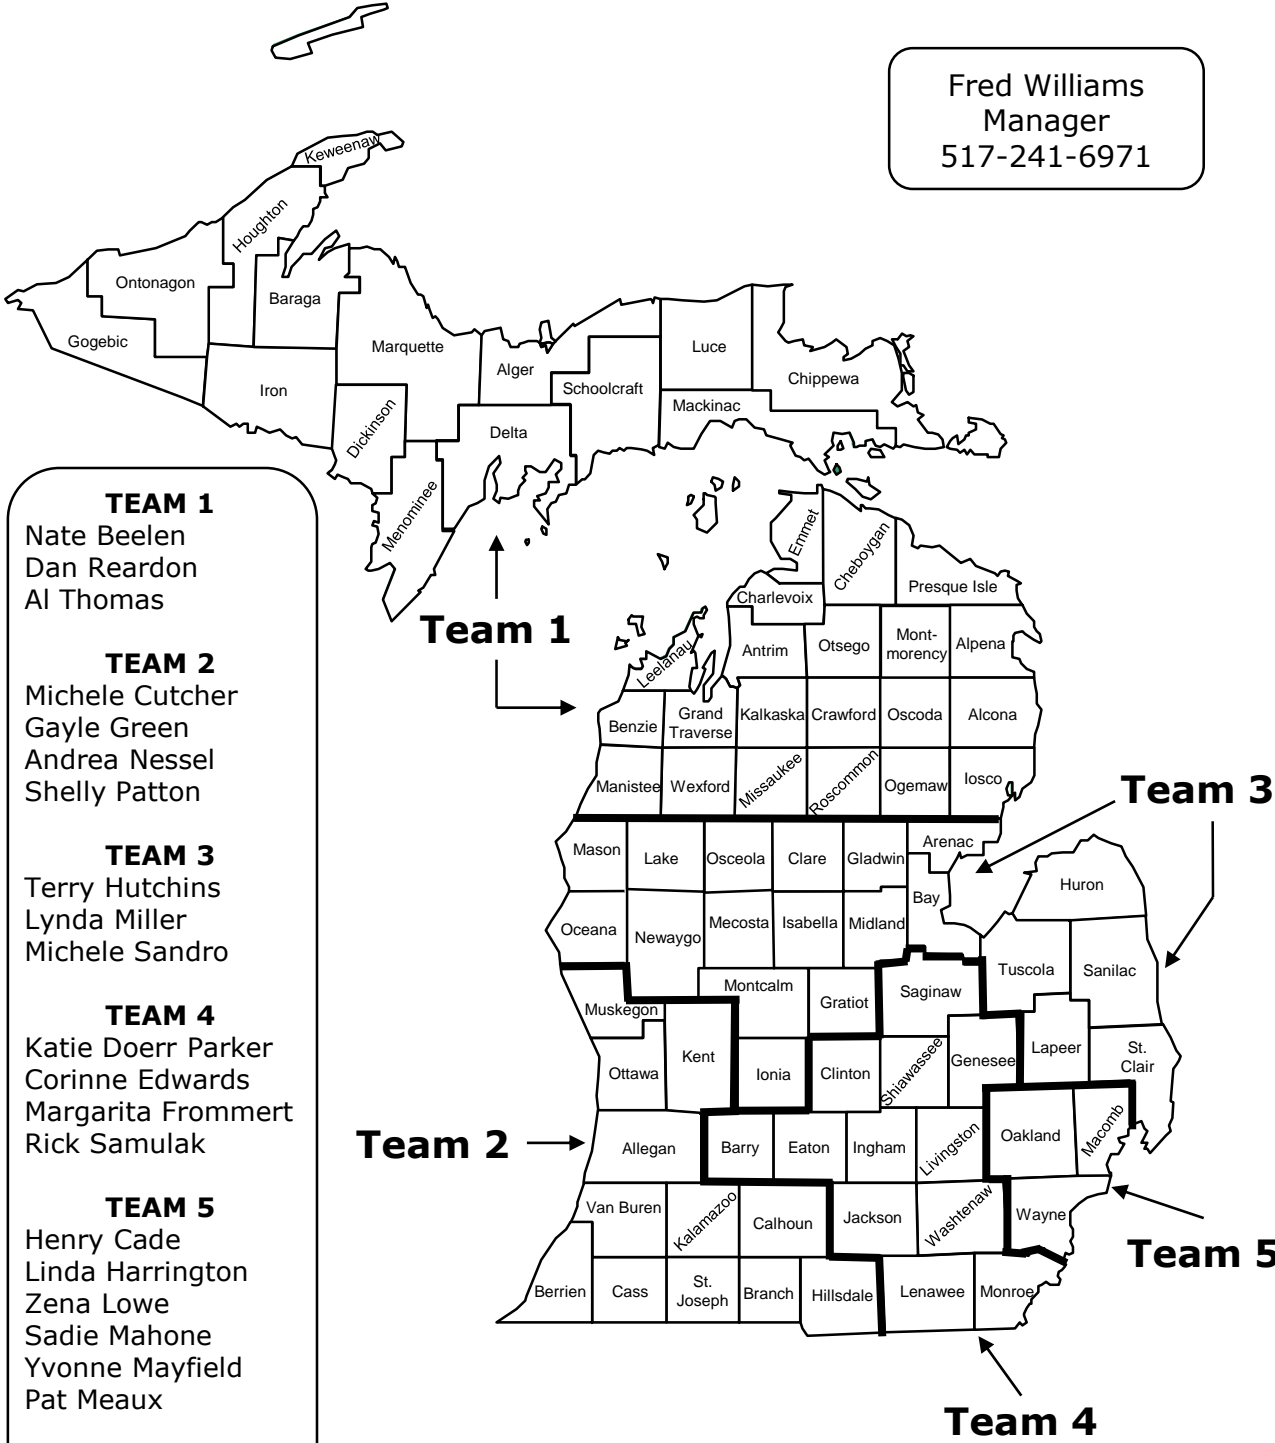 Fred Williams
Manager
517-241-6971
Keweenaw
Houghton
Ontonagon
Baraga
Gogebic
Marquette
Iron
Alger
Luce
Schoolcraft
Chippewa
Mackinac
Dickinson
Delta
Menominee
TEAM 1
Nate Beelen
Dan Reardon
Al Thomas
TEAM 2
Michele Cutcher
Gayle Green
Andrea Nessel
Shelly Patton
TEAM 3
Terry Hutchins
Lynda Miller
Michele Sandro
TEAM 4
Katie Doerr Parker
Corinne Edwards
Margarita Frommert
Rick Samulak
TEAM 5
Henry Cade
Linda Harrington
Zena Lowe
Sadie Mahone
Yvonne Mayfield
Pat Meaux
Team 1
Emmet
Cheboygan
Presque Isle
Charlevoix
Leelanau
Antrim
Otsego
Mont-
morency
Alpena
Benzie
Grand
Traverse
Kalkaska
Crawford
Oscoda
Alcona
Manistee
Wexford
Missaukee
Roscommon
Ogemaw
Iosco
Team 3
Mason
Lake
Osceola
Clare
Gladwin
Arenac
Huron
Bay
Oceana
Newaygo
Mecosta
Isabella
Midland
Tuscola
Sanilac
Muskegon
Montcalm
Gratiot
Saginaw
Ottawa
Kent
Ionia
Clinton
Shiawassee
Genesee
Lapeer
St.
Clair
Team 2
Allegan
Barry
Eaton
Ingham
Livingston
Oakland
Macomb
Van Buren
Kalamazoo
Calhoun
Jackson
Washtenaw
Wayne
Team 5
Berrien
Cass
St.
Joseph
Branch
Hillsdale
Lenawee
Monroe
Team 4